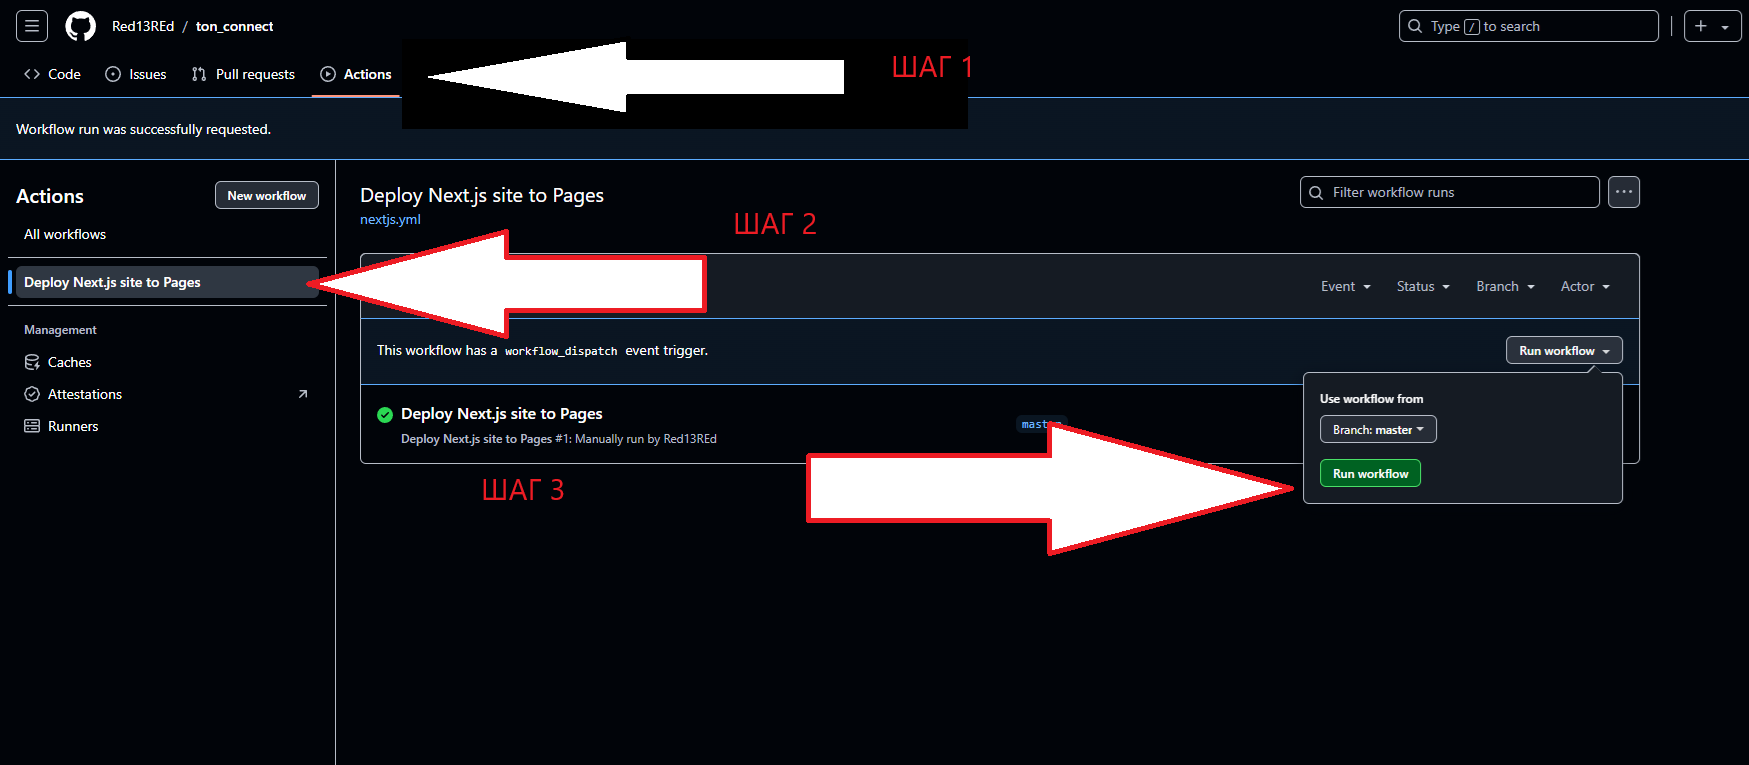 Red13REd / ton_connect
Type / to search
Code
Issues
Pull requests
Actions
ШАГ 1
Workflow run was successfully requested.
Actions
New workflow
All workflows
Deploy Next.js site to Pages
Management
Caches
Attestations
Runners
Deploy Next.js site to Pages
nextjs.yml
Filter workflow runs
ШАГ 2
Event
Status
Branch
Actor
This workflow has a workflow_dispatch event trigger.
Run workflow
Deploy Next.js site to Pages
Deploy Next.js site to Pages #1: Manually run by Red13REd
Use workflow from
Branch: master
Run workflow
ШАГ 3